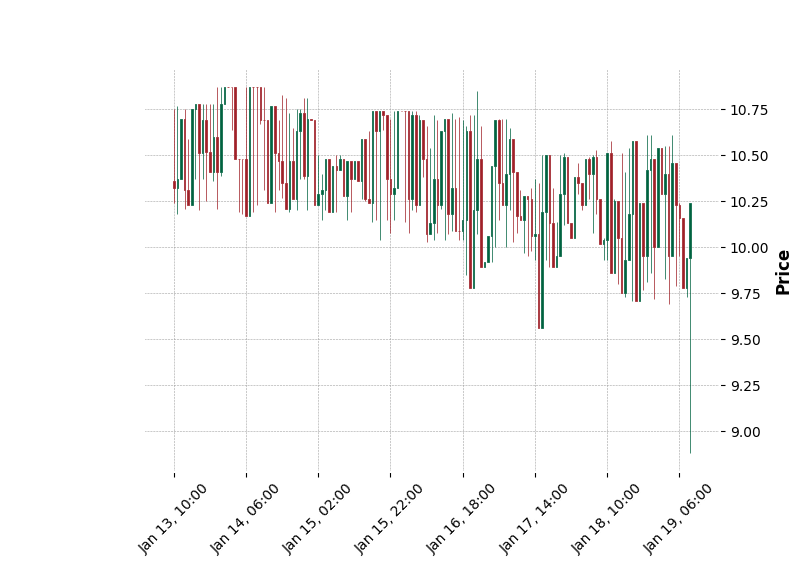 10.75
10.50
10.25
10.00
9.75
9.50
9.25
9.00
Price
Jan 13, 10:00
Jan 14, 06:00
Jan 15, 02:00
Jan 15, 22:00
Jan 16, 18:00
Jan 17, 14:00
Jan 18, 10:00
Jan 19, 06:00